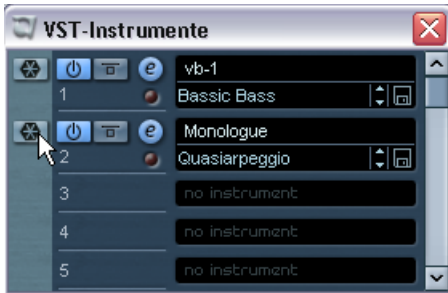 VST-Instrumente
e vb-1
1 Bassic Bass
e Monologue
2 Quasiarpeggio
3 no instrument
4 no instrument
5 no instrument